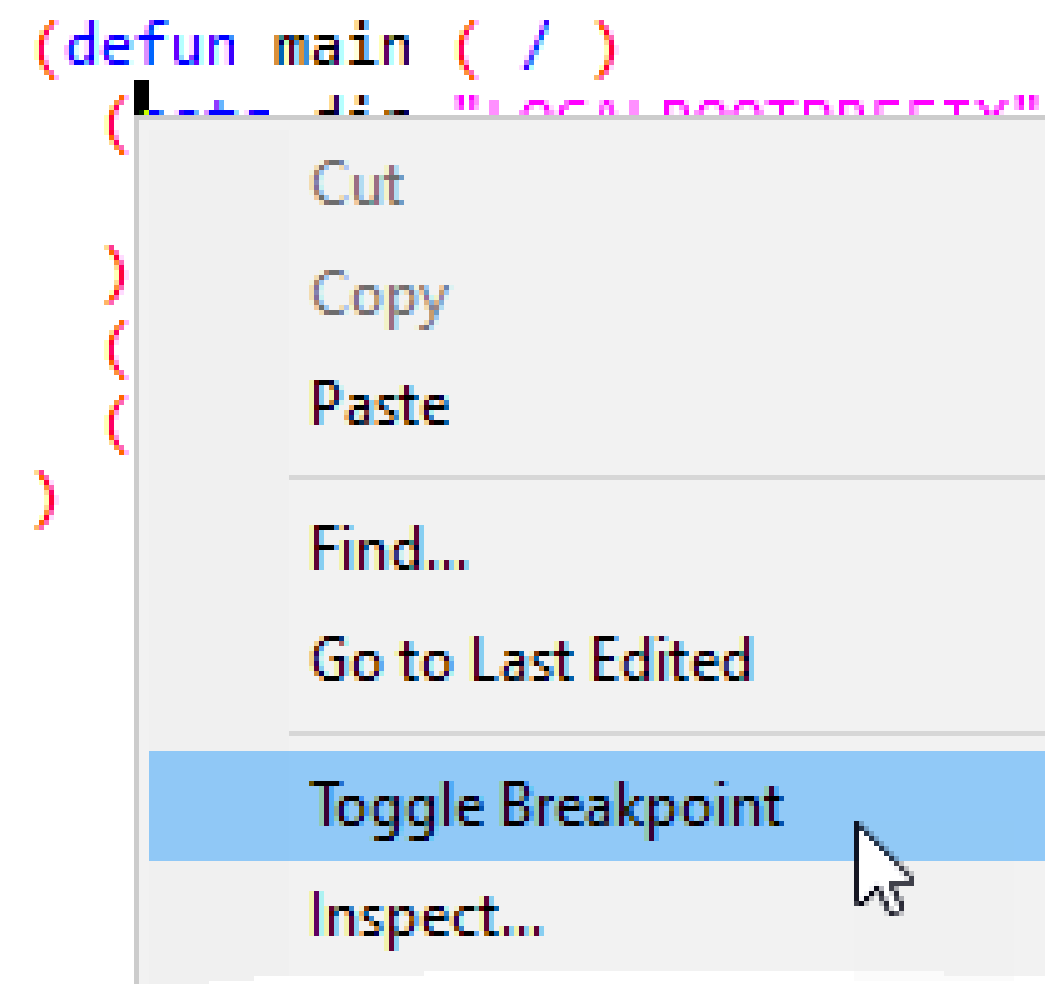 (defun main ( / )
(
Cut
)
Copy
(
Paste
(
)
Find...
Go to Last Edited
Toggle Breakpoint
Inspect...